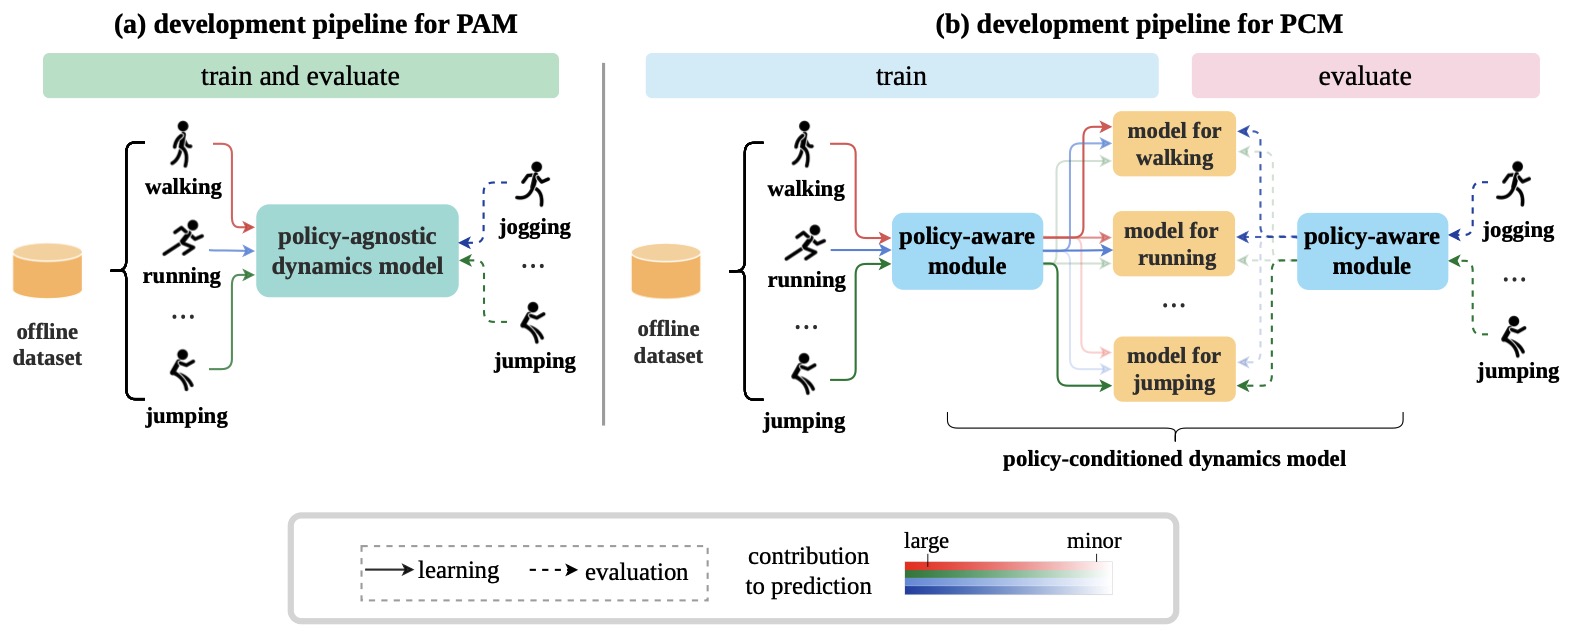 (a) development pipeline for PAM
train and evaluate
walking
running
...
jumping
offline
dataset
policy-agnostic
dynamics model
jogging
...
jumping
(b) development pipeline for PCM
train
evaluate
walking
running
...
jumping
offline
dataset
policy-aware
module
model for
walking
model for
running
...
model for
jumping
policy-aware
module
jogging
...
jumping
policy-conditioned dynamics model
learning
evaluation
contribution
to prediction
large
minor